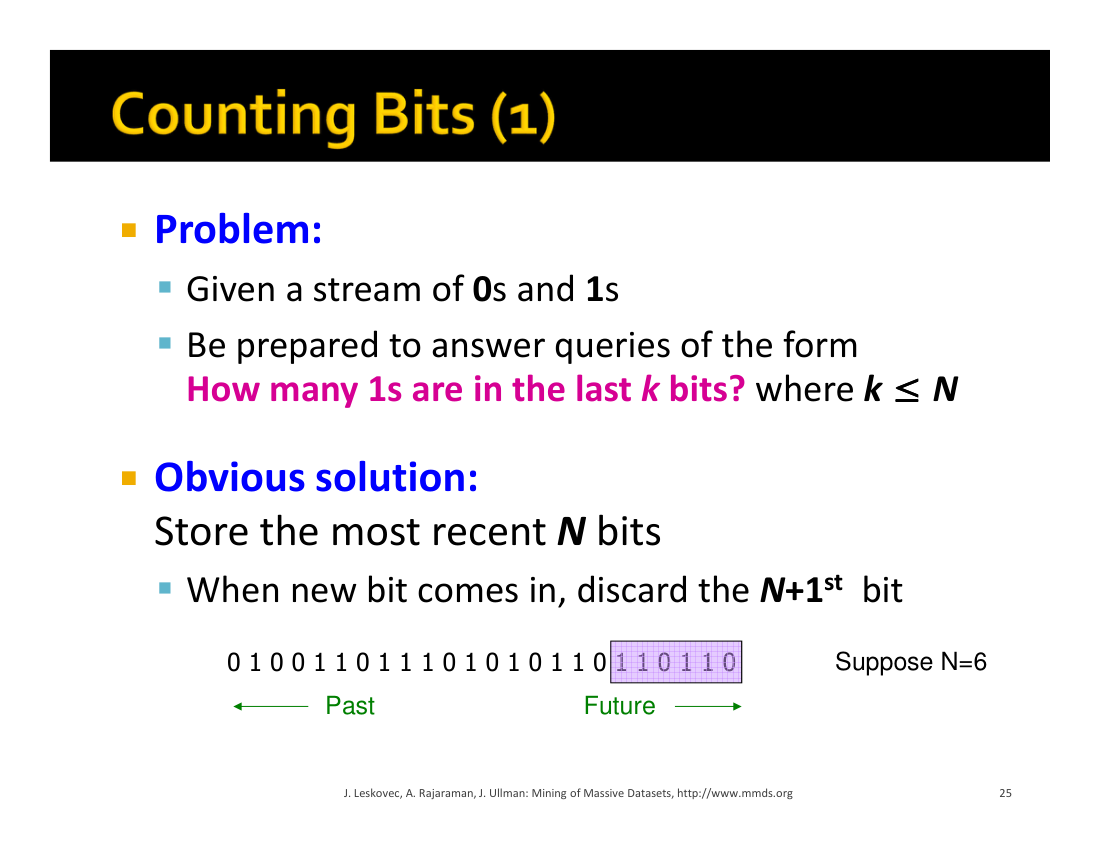 Counting Bits (1)
Problem:
Given a stream of 0s and 1s
Be prepared to answer queries of the form
How many 1s are in the last k bits? where k ≤ N
Obvious solution:
Store the most recent N bits
When new bit comes in, discard the N+1st bit
0 1 0 0 1 1 0 1 1 1 0 1 0 1 0 1 1 0 1 1 0 1 1 0
Suppose N=6
Past
Future
J. Leskovec, A. Rajaraman, J. Ullman: Mining of Massive Datasets, http://www.mmds.org
25